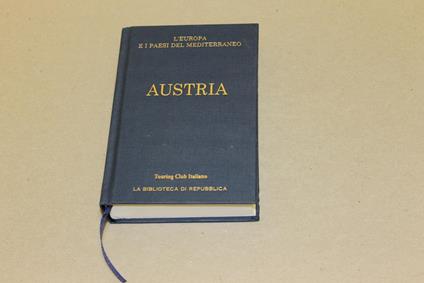 L'EUROPA
E I PAESI DEL MEDITERRANEO
AUSTRIA
Touring Club Italiano
LA BIBLIOTECA DI REPUBBLICA